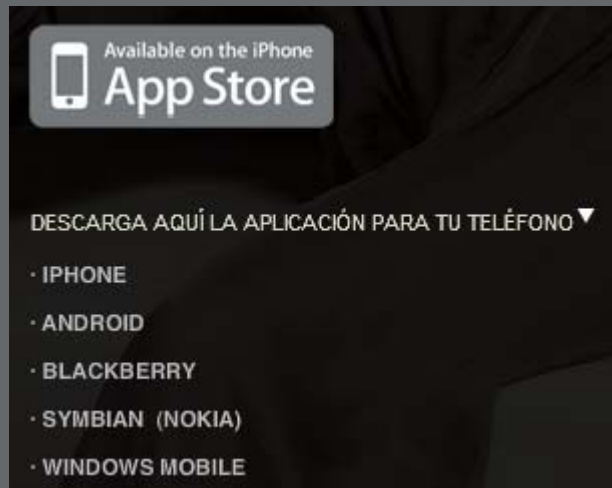 Available on the iPhone
App Store
DESCARGA AQUÍ LA APLICACIÓN PARA TU TELÉFONO
· IPHONE
· ANDROID
· BLACKBERRY
· SYMBIAN (NOKIA)
· WINDOWS MOBILE